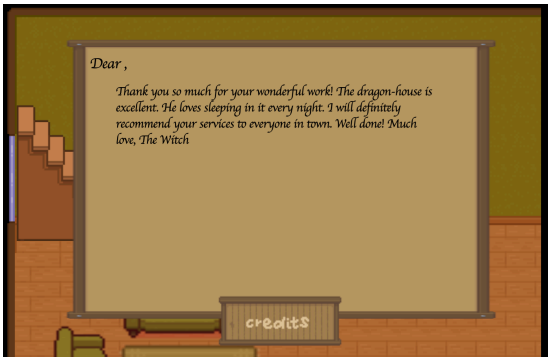 Dear ,
Thank you so much for your wonderful work! The dragon-house is
excellent. He loves sleeping in it every night. I will definitely
recommend your services to everyone in town. Well done! Much
love, The Witch
credits